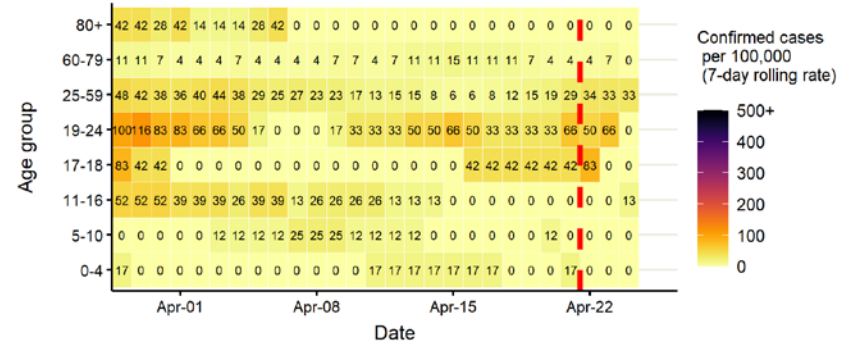 80+ 42 42 28 42 14 14 14 28 42 0 0 0 0 0 0 0 0 0 0 0 0 0 0 0 0 0 0
60-79 11 11 7 4 4 4 7 4 4 4 4 7 7 4 7 11 11 15 11 11 11 7 4 4 4 7 0
25-59 48 42 38 36 40 44 38 29 25 27 23 23 17 13 15 15 8 6 6 8 12 15 19 29 34 33 33
19-24 100 116 83 83 66 66 50 17 0 0 0 17 33 33 33 50 50 66 50 33 33 33 33 66 50 66 0
17-18 83 42 42 0 0 0 0 0 0 0 0 0 0 0 0 0 0 0 42 42 42 42 42 42 83 0 0
11-16 52 52 52 39 39 39 26 39 39 13 26 26 26 26 13 13 13 0 0 0 0 0 0 0 0 0 13
5-10 0 0 0 0 0 12 12 12 12 25 25 25 12 12 12 12 0 0 0 0 0 0 12 0 0 0 0
0-4 17 0 0 0 0 0 0 0 0 0 0 0 0 17 17 17 17 17 17 17 0 0 0 17 0 0 0
Age group
Apr-01 Apr-08 Apr-15 Apr-22
Date
Confirmed cases
per 100,000
(7-day rolling rate)
500+
400
300
200
100
0